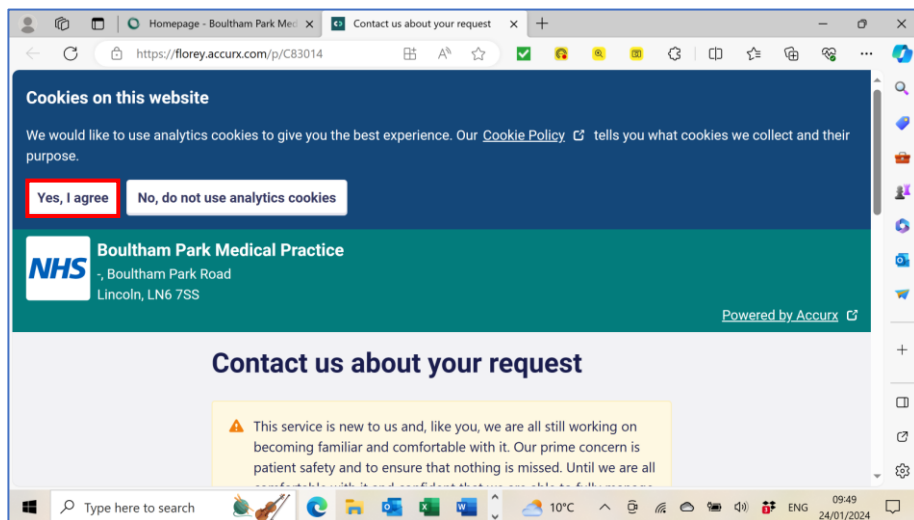 Homepage - Boultham Park Med
Contact us about your request
https://florey.accurx.com/p/C83014
Cookies on this website
We would like to use analytics cookies to give you the best experience. Our Cookie Policy tells you what cookies we collect and their
purpose.
Yes, I agree
No, do not use analytics cookies
NHS
Boultham Park Medical Practice
-, Boultham Park Road
Lincoln, LN6 7SS
Powered by Accurx
Contact us about your request
This service is new to us and, like you, we are all still working on
becoming familiar and comfortable with it. Our prime concern is
patient safety and to ensure that nothing is missed. Until we are all
Type here to search
10°C
ENG
09:49
24/01/2024